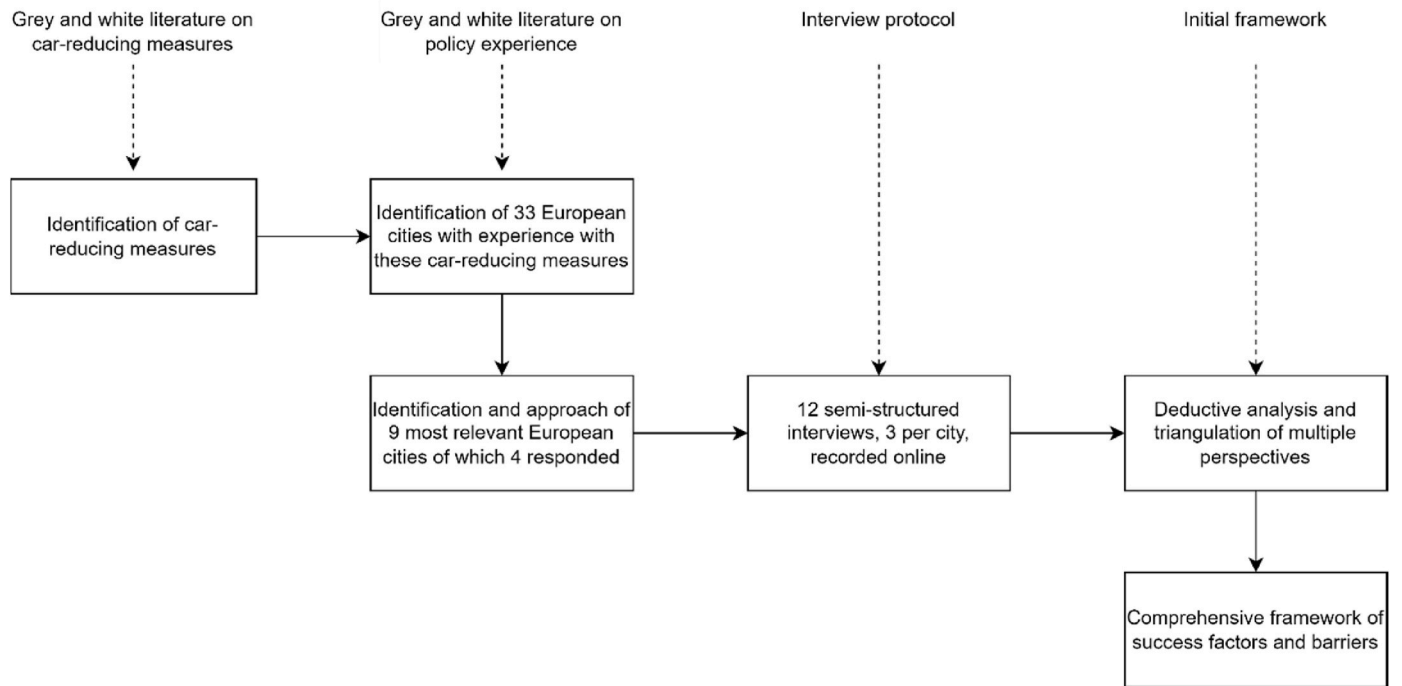 Grey and white literature on
car-reducing measures
Grey and white literature on
policy experience
Interview protocol
Initial framework
Identification of car-
reducing measures
Identification of 33 European
cities with experience with
these car-reducing measures
Identification and approach of
9 most relevant European
cities of which 4 responded
12 semi-structured
interviews, 3 per city,
recorded online
Deductive analysis and
triangulation of multiple
perspectives
Comprehensive framework of
success factors and barriers